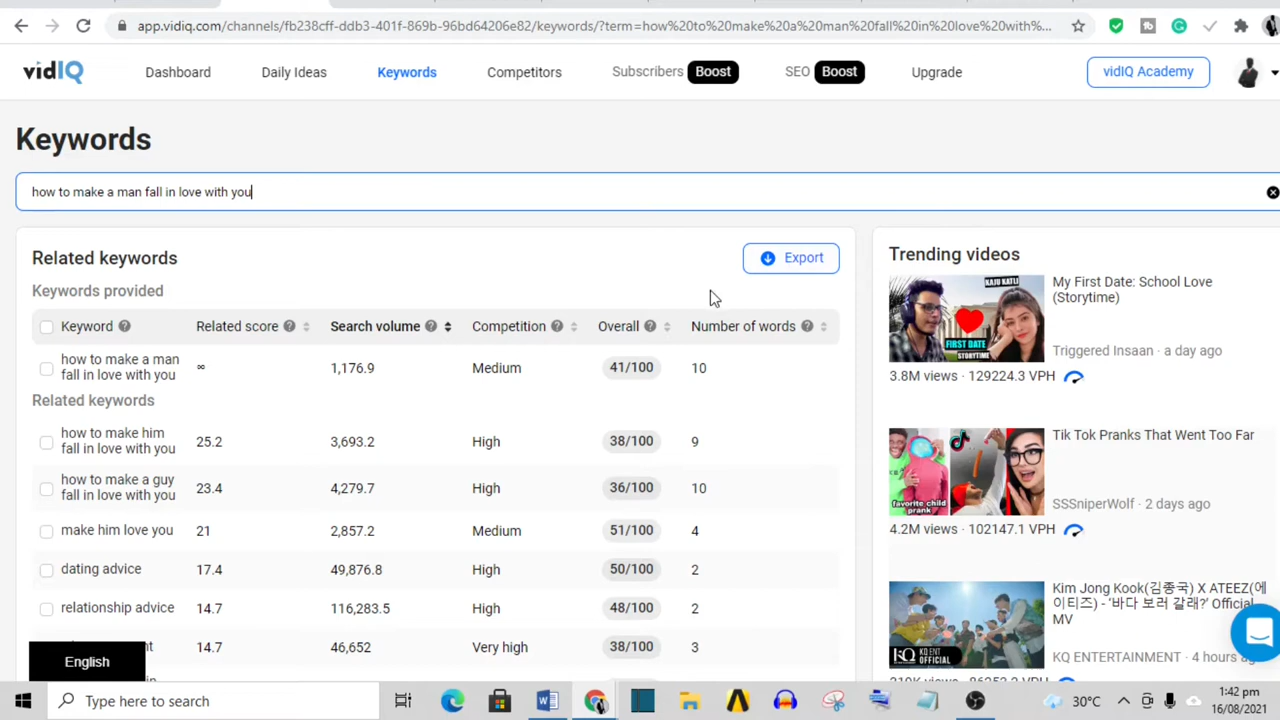 app.vidiq.com/channels/fb238cff-ddb3-401f-869b-96bd64206e82/keywords/?term=how%20to%20make%20a%20man%20fall%20in%20love%20with%...
vidIQ
Dashboard
Daily Ideas
Keywords
Competitors
Subscribers Boost
SEO Boost
Upgrade
vidIQ Academy
Keywords
how to make a man fall in love with you
Related keywords
Export
Keywords provided
Keyword Related score Search volume Competition Overall Number of words
how to make a man
fall in love with you
∞ 1,176.9 Medium 41/100 10
Related keywords
how to make him
fall in love with you
25.2 3,693.2 High 38/100 9
how to make a guy
fall in love with you
23.4 4,279.7 High 36/100 10
make him love you 21 2,857.2 Medium 51/100 4
dating advice 17.4 49,876.8 High 50/100 2
relationship advice 14.7 116,283.5 High 48/100 2
14.7 46,652 Very high 38/100 3
English
Trending videos
KAJU KATLI
FIRST DATE
STORYTIME
My First Date: School Love
(Storytime)
Triggered Insaan · a day ago
3.8M views · 129224.3 VPH
favorite child
prank
Tik Tok Pranks That Went Too Far
SSSniperWolf · 2 days ago
4.2M views · 102147.1 VPH
KQ ENT
OFFICIAL
Kim Jong Kook(김종국) X ATEEZ(에
이티즈) - '바다 보러 갈래?' Official
MV
KQ ENTERTAINMENT · 4 hours
Type here to search
30°C
1:42 pm
16/08/2021